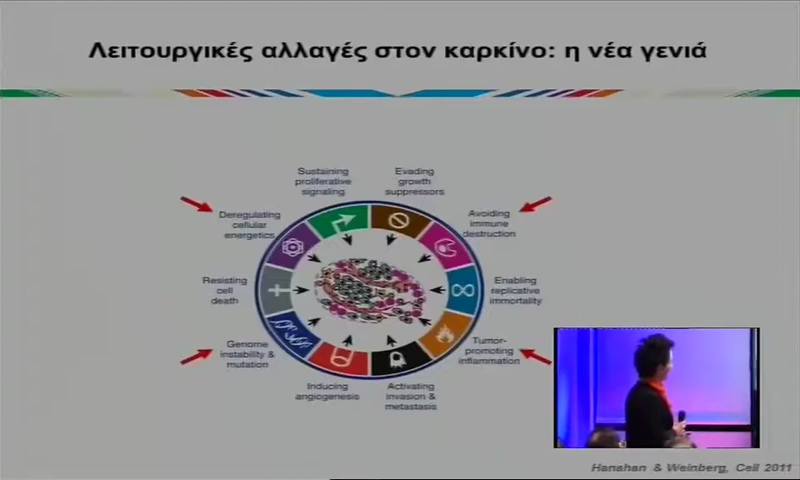 Λειτουργικές αλλαγές στον καρκίνο: η νέα γενιά
Sustaining
proliferative
signaling
Evading
growth
suppressors
Deregulating
cellular
energetics
Avoiding
immune
destruction
Resisting
cell
death
Enabling
replicative
immortality
Genome
instability &
mutation
Tumor-
promoting
inflammation
Inducing
angiogenesis
Activating
invasion &
metastasis
Hanahan & Weinberg, Cell 2011